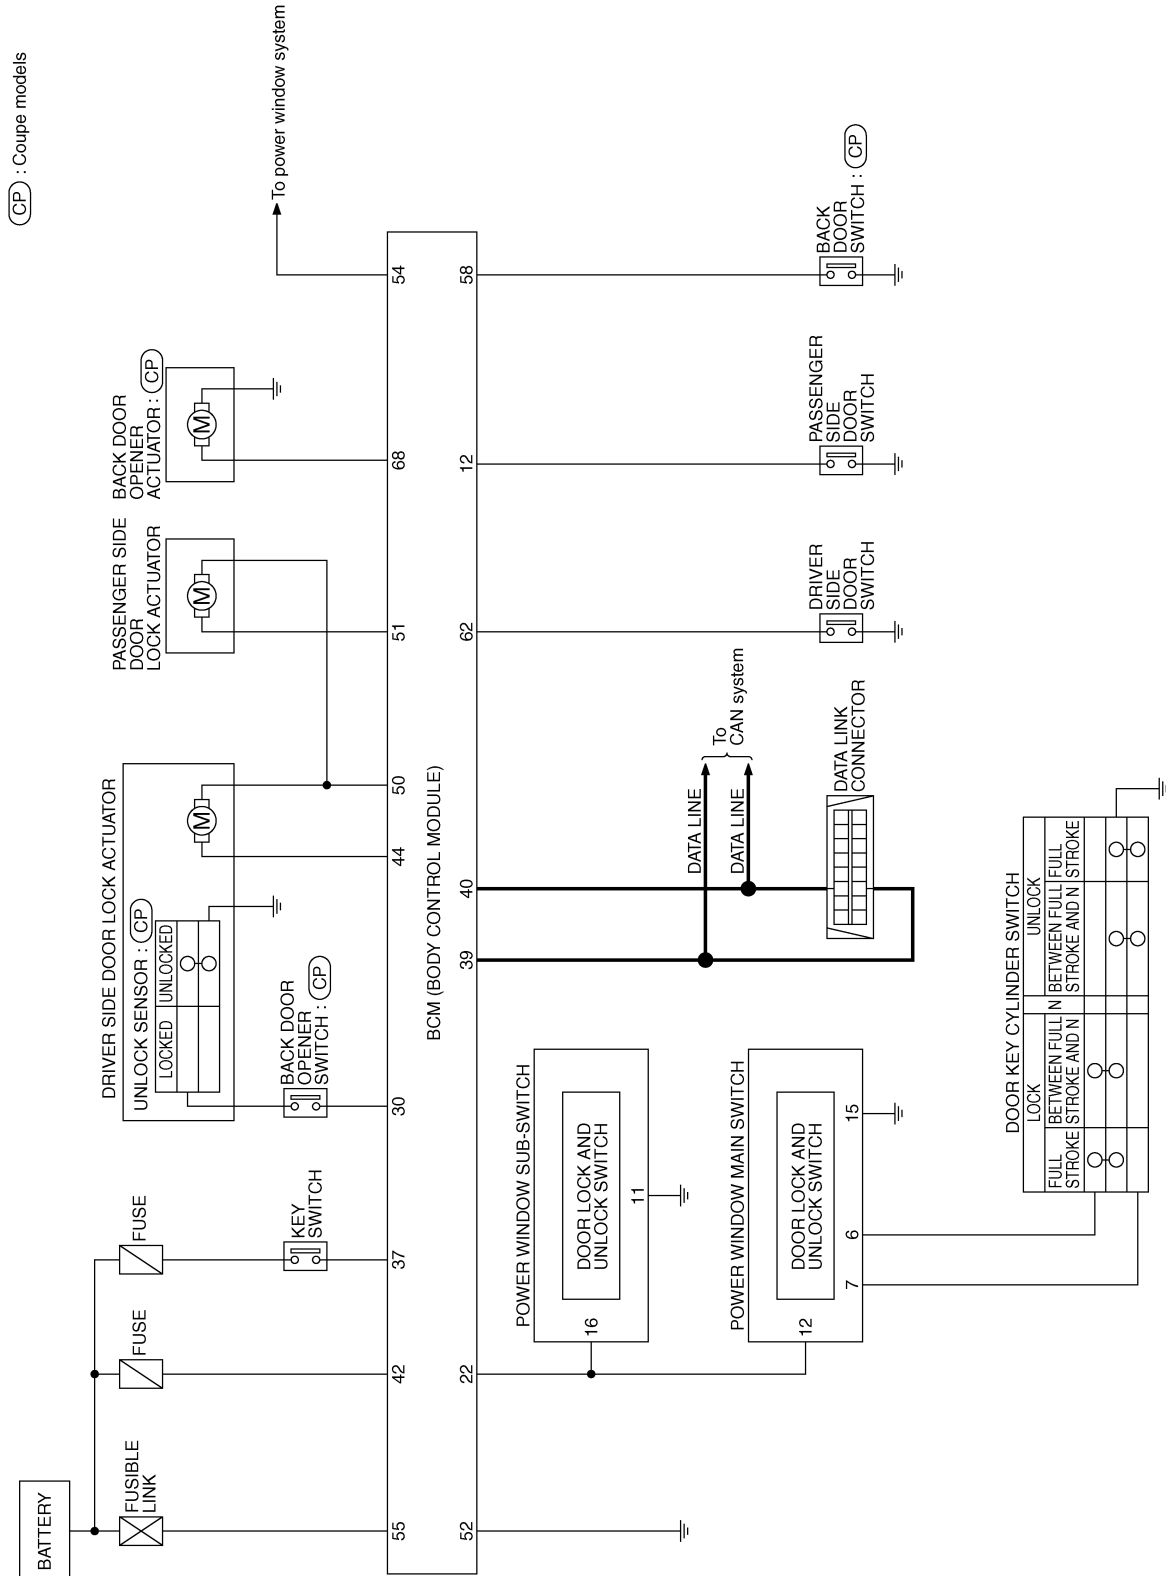 CP : Coupe models
BATTERY
FUSIBLE
LINK
FUSE
FUSE
KEY
SWITCH
DRIVER SIDE DOOR LOCK ACTUATOR
UNLOCK SENSOR : CP
LOCKED
UNLOCKED
M
BACK DOOR
OPENER
SWITCH : CP
PASSENGER SIDE
DOOR
LOCK ACTUATOR
M
BACK DOOR
OPENER
ACTUATOR : CP
M
To power window system
55
42
37
30
44
50
51
68
54
BCM (BODY CONTROL MODULE)
52
22
39
40
62
12
58
POWER WINDOW SUB-SWITCH
DOOR LOCK AND
UNLOCK SWITCH
16
11
POWER WINDOW MAIN SWITCH
DOOR LOCK AND
UNLOCK SWITCH
12
15
7
6
DATA LINE
DATA LINE
To
CAN system
DATA LINK
CONNECTOR
DRIVER
SIDE
DOOR
SWITCH
PASSENGER
SIDE
DOOR
SWITCH
BACK
DOOR
SWITCH : CP
DOOR KEY CYLINDER SWITCH
LOCK
N
UNLOCK
FULL
STROKE
BETWEEN FULL
STROKE AND N
BETWEEN FULL
STROKE AND N
FULL
STROKE